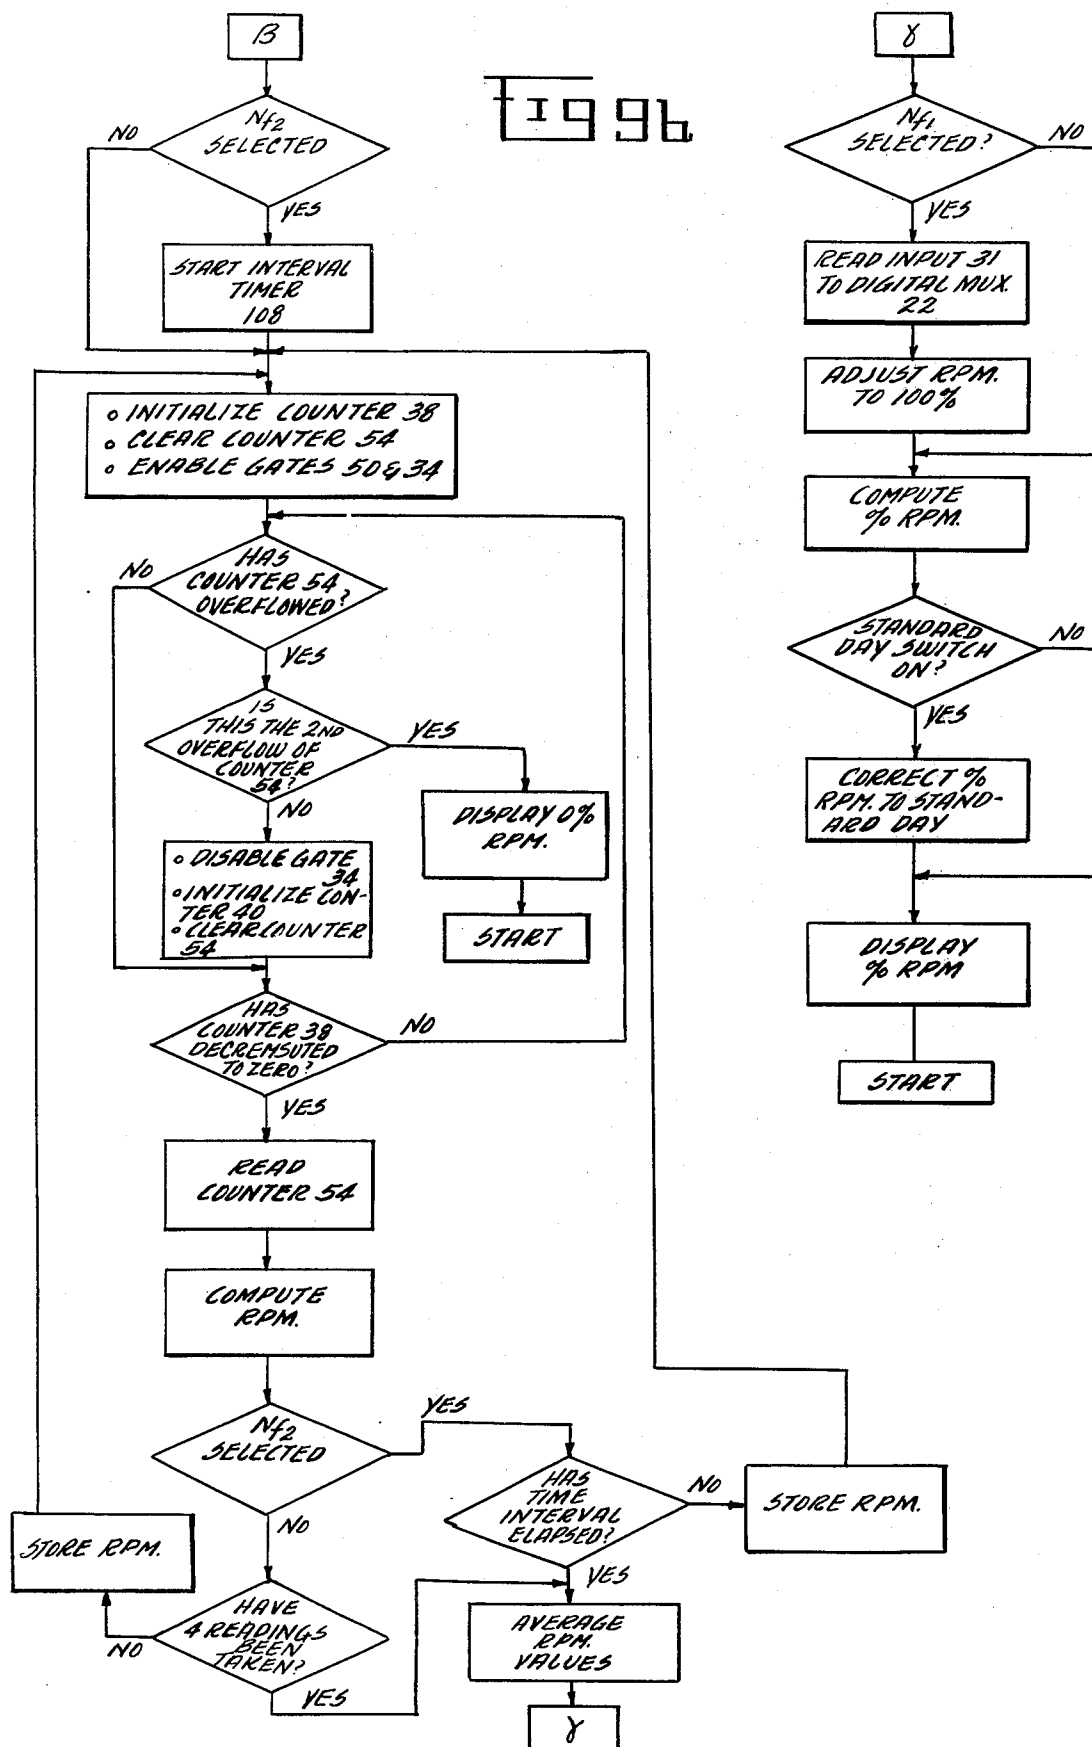 β
Nf2
SELECTED
NO
YES
START INTERVAL
TIMER
108
Fig 9b
o INITIALIZE COUNTER 38
o CLEAR COUNTER 54
o ENABLE GATES 50 & 34
HAS
COUNTER 54
OVERFLOWED?
NO
YES
IS
THIS THE 2ND
OVERFLOW OF
COUNTER
54?
YES
NO
DISPLAY 0%
RPM.
START
o DISABLE GATE
34
o INITIALIZE CON-
TER 40
o CLEAR COUNTER
54
HAS
COUNTER 38
DECREMSUTED
TO ZERO?
NO
YES
READ
COUNTER 54
COMPUTE
RPM.
Nf2
SELECTED
YES
NO
HAS
TIME
INTERVAL
ELAPSED?
NO
YES
STORE RPM.
STORE RPM.
HAVE
4 READINGS
BEEN
TAKEN?
NO
YES
AVERAGE
RPM.
VALUES
γ
γ
Nf1
SELECTED?
NO
YES
READ INPUT 31
TO DIGITAL MUX.
22
ADJUST RPM.
TO 100%
COMPUTE
% RPM.
STANDARD
DAY SWITCH
ON?
NO
YES
CORRECT %
RPM. TO STAND-
ARD DAY
DISPLAY
% RPM
START